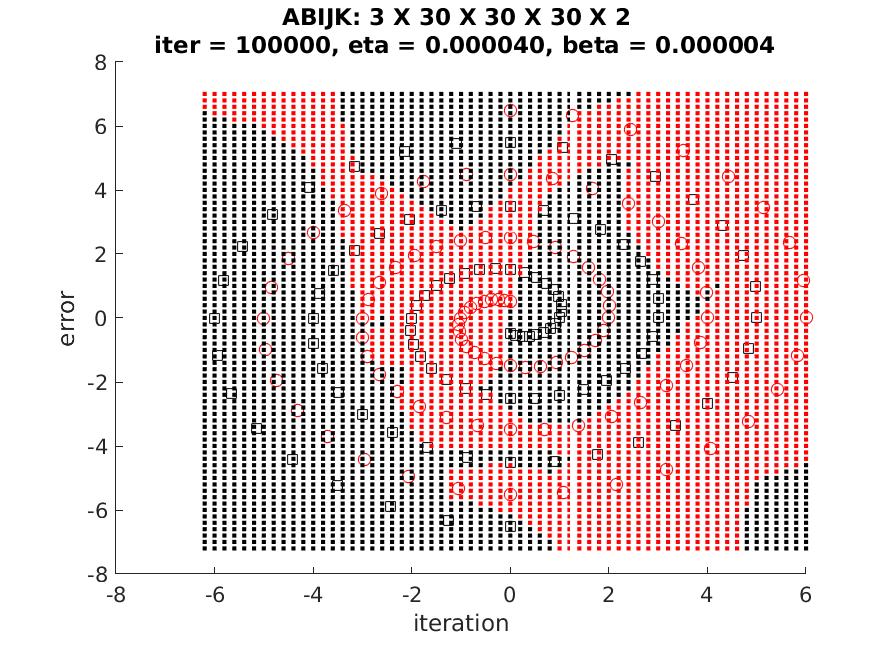 ABIJK: 3 X 30 X 30 X 30 X 2
iter = 100000, eta = 0.000040, beta = 0.000004
8
6
4
2
0
-2
-4
-6
-8
error
-8 -6 -4 -2 0 2 4 6
iteration